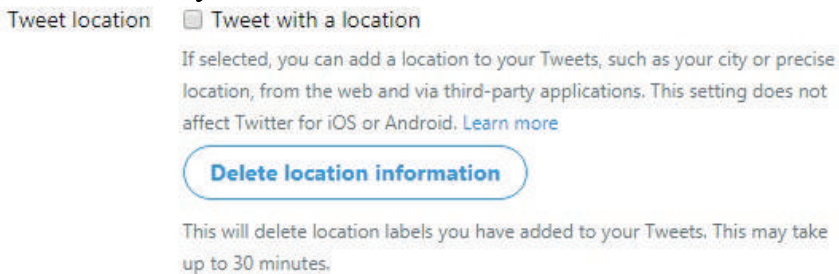 Tweet location Tweet with a location
If selected, you can add a location to your Tweets, such as your city or precise
location, from the web and via third-party applications. This setting does not
affect Twitter for iOS or Android. Learn more
Delete location information
This will delete location labels you have added to your Tweets. This may take
up to 30 minutes.